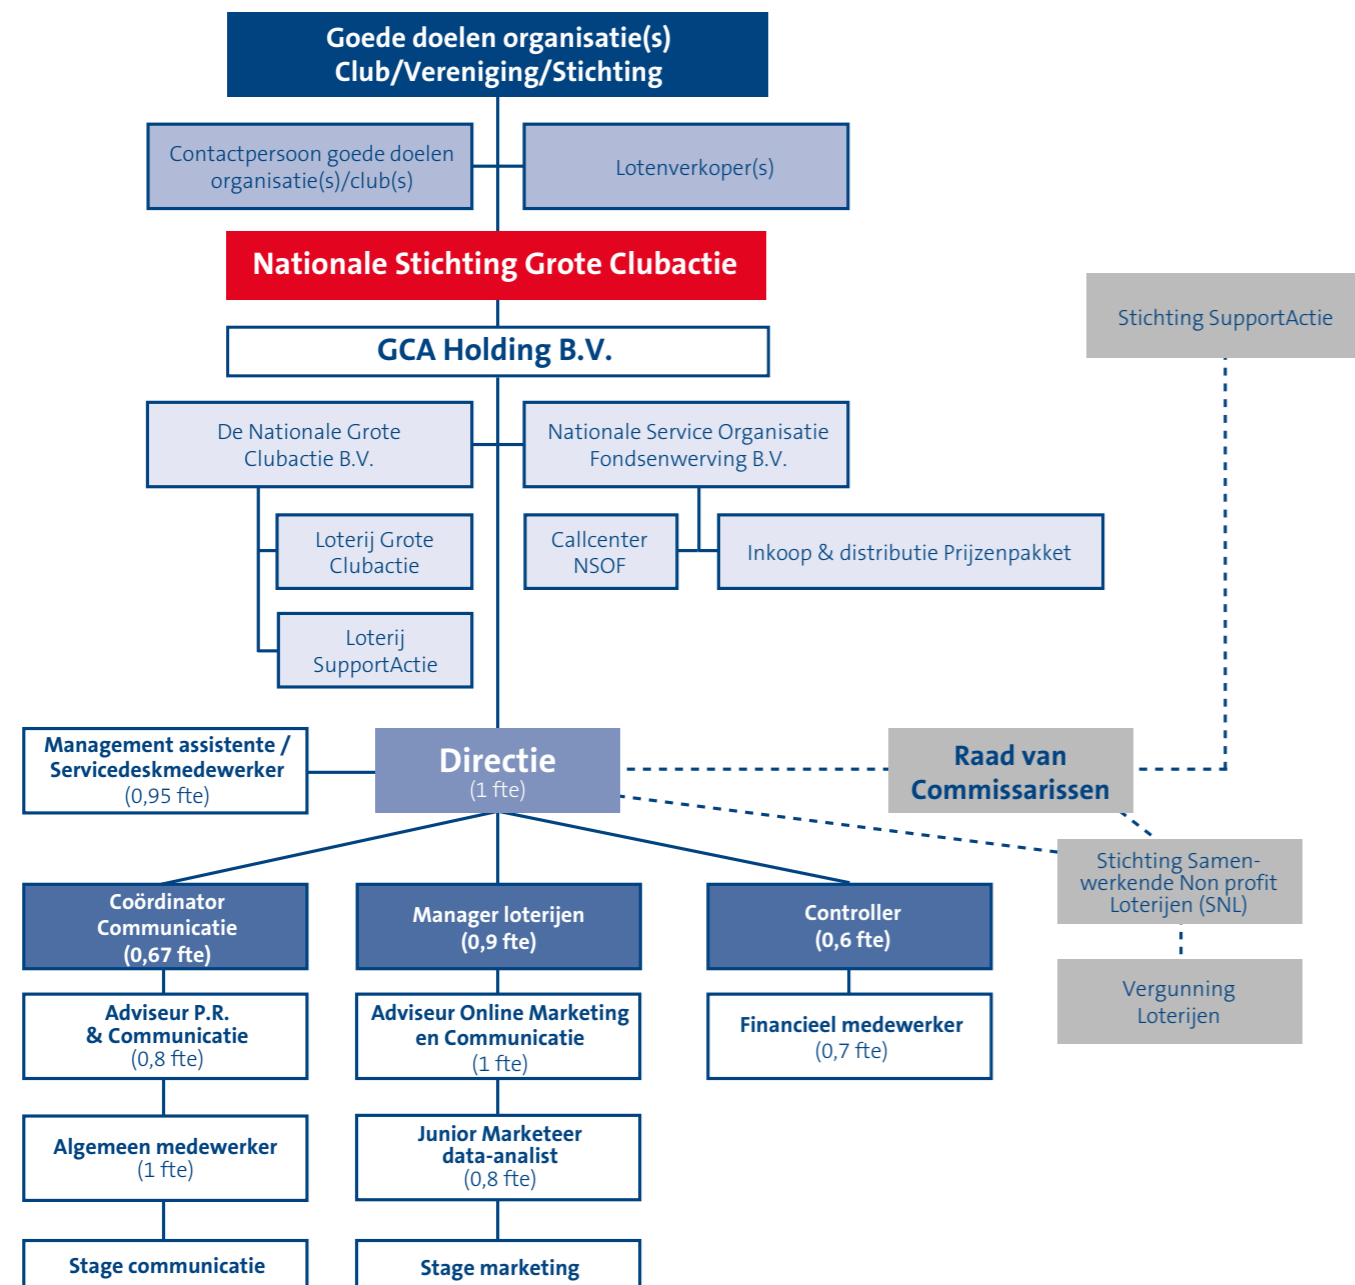 Goede doelen organisatie(s)
Club/Vereniging/Stichting
Contactpersoon goede doelen
organisatie(s)/club(s)
Lotenverkoper(s)
Nationale Stichting Grote Clubactie
Stichting SupportActie
GCA Holding B.V.
De Nationale Grote
Clubactie B.V.
Nationale Service Organisatie
Fondsenwerving B.V.
Loterij Grote
Clubactie
Callcenter
NSOF
Inkoop & distributie Prijzenpakket
Loterij
SupportActie
Management assistente /
Servicedeskmedewerker
(0,95 fte)
Directie
(1 fte)
Raad van
Commissarissen
Stichting Samen-
werkende Non profit
Loterijen (SNL)
Vergunning
Loterijen
Coördinator
Communicatie
(0,67 fte)
Manager loterijen
(0,9 fte)
Controller
(0,6 fte)
Adviseur P.R.
& Communicatie
(0,8 fte)
Adviseur Online Marketing
en Communicatie
(1 fte)
Financieel medewerker
(0,7 fte)
Algemeen medewerker
(1 fte)
Junior Marketeer
data-analist
(0,8 fte)
Stage communicatie
Stage marketing